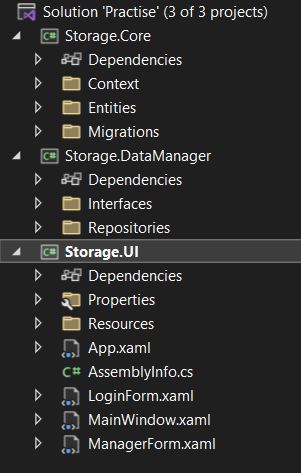 Solution 'Practise' (3 of 3 projects)
C# Storage.Core
Dependencies
Context
Entities
Migrations
C# Storage.DataManager
Dependencies
Interfaces
Repositories
C# Storage.UI
Dependencies
Properties
Resources
App.xaml
C# AssemblyInfo.cs
LoginForm.xaml
MainWindow.xaml
ManagerForm.xaml